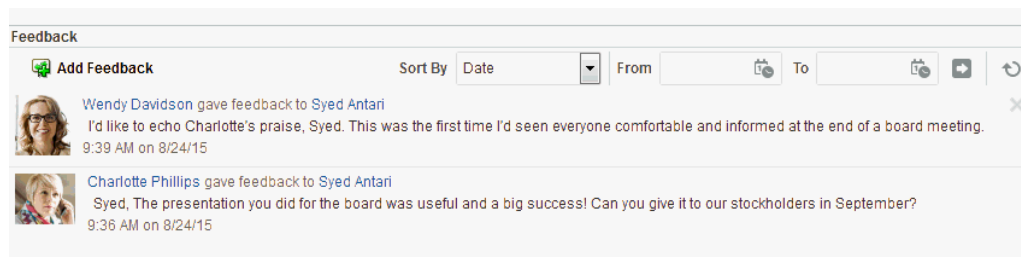 Feedback
Add Feedback Sort By Date From To
Wendy Davidson gave feedback to Syed Antari
I'd like to echo Charlotte's praise, Syed. This was the first time I'd seen everyone comfortable and informed at the end of a board meeting.
9:39 AM on 8/24/15
Charlotte Phillips gave feedback to Syed Antari
Syed, The presentation you did for the board was useful and a big success! Can you give it to our stockholders in September?
9:36 AM on 8/24/15